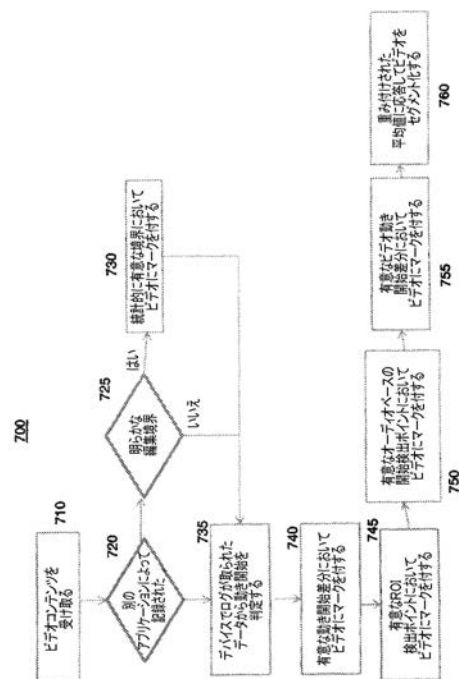 700
710
ビデオコンテンツを
受け取る
720
別の
アプリケーションによって
記録された
725
明らかな
編集境界
はい
いいえ
730
統計的に有意な境界において
ビデオにマークを付する
735
デバイスでログが取られた
データから動き開始を
判定する
740
有意な動き開始差分において
ビデオにマークを付する
745
有意なROI
検出ポイントにおいて
ビデオにマークを付する
750
有意なオーディオベースの
開始検出ポイントにおいて
ビデオにマークを付する
755
有意なビデオ動き
開始差分において
ビデオにマークを付する
760
重み付けされた
平均値に応答してビデオを
セグメント化する